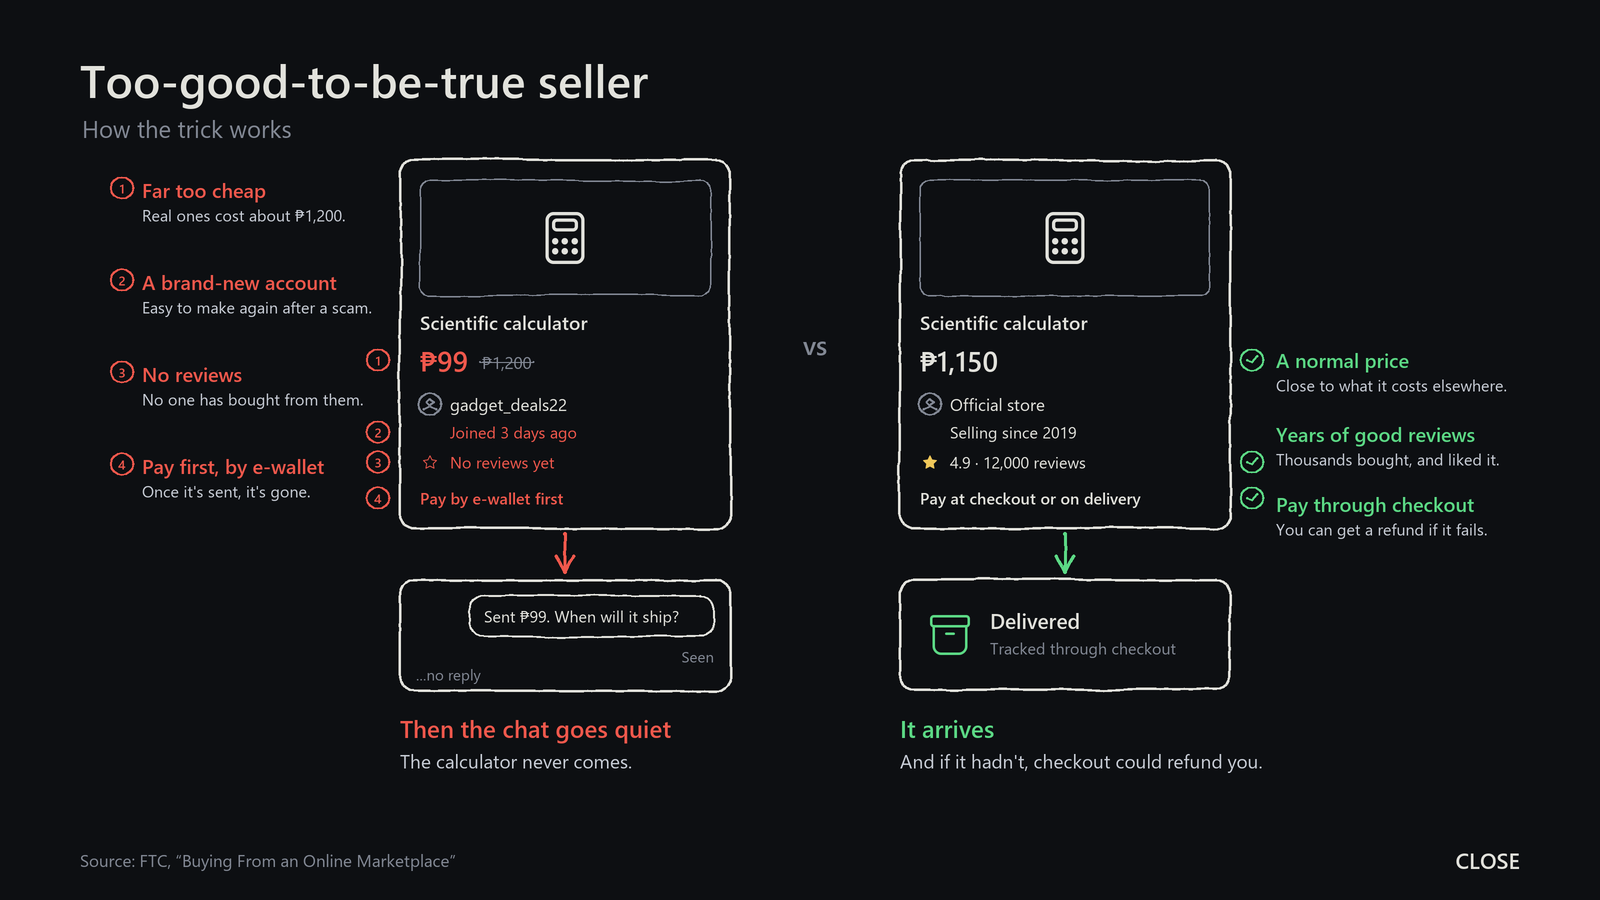 Too-good-to-be-true seller
How the trick works
1 Far too cheap
Real ones cost about ₱1,200.
2 A brand-new account
Easy to make again after a scam.
3 No reviews
No one has bought from them.
4 Pay first, by e-wallet
Once it's sent, it's gone.
Scientific calculator
1 ₱99 ₱1,200
gadget_deals22
2 Joined 3 days ago
3 No reviews yet
4 Pay by e-wallet first
Sent ₱99. When will it ship?
Seen
...no reply
Then the chat goes quiet
The calculator never comes.
VS
Scientific calculator
₱1,150
Official store
Selling since 2019
4.9 · 12,000 reviews
Pay at checkout or on delivery
A normal price
Close to what it costs elsewhere.
Years of good reviews
Thousands bought, and liked it.
Pay through checkout
You can get a refund if it fails.
Delivered
Tracked through checkout
It arrives
And if it hadn't, checkout could refund you.
Source: FTC, “Buying From an Online Marketplace”
CLOSE